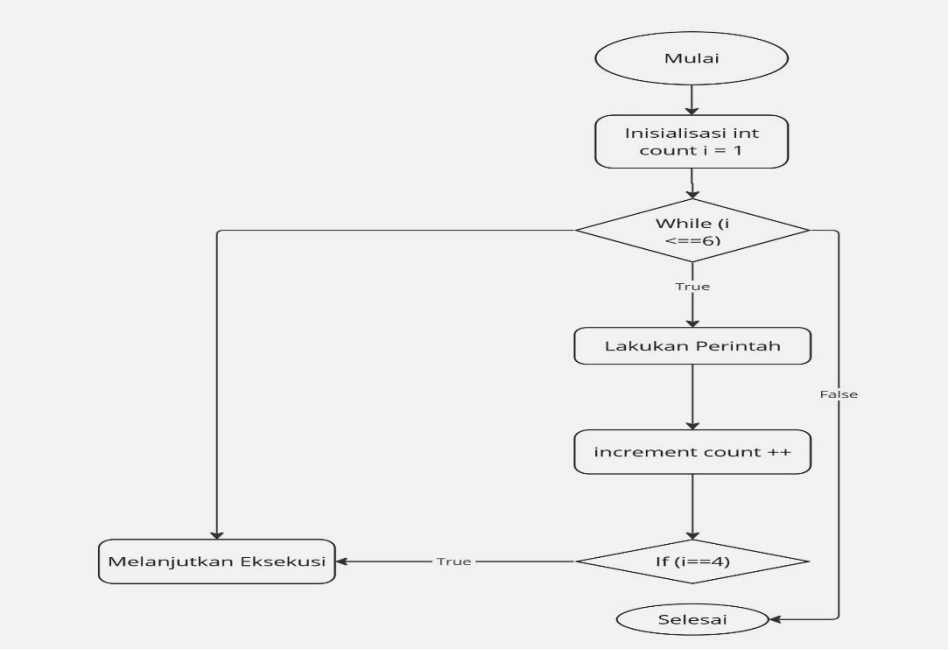 Mulai
Inisialisasi int
count i = 1
While (i
<==6)
True
Lakukan Perintah
False
increment count ++
Melanjutkan Eksekusi
True
If (i==4)
Selesai